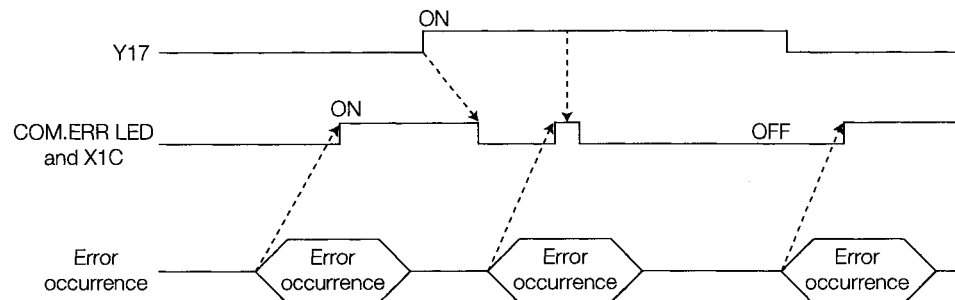 ON
Y17
ON
COM.ERR LED
and X1C
OFF
Error
occurrence
Error
occurrence
Error
occurrence
Error
occurrence